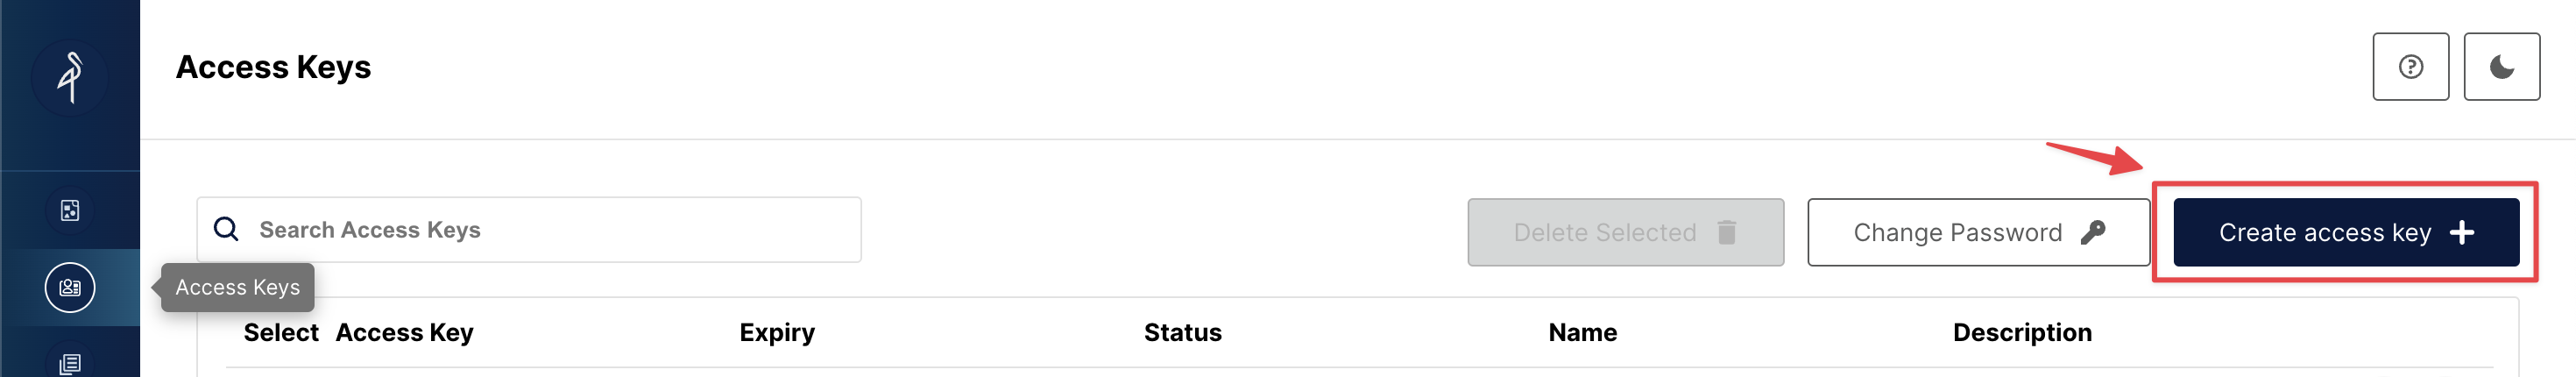 Access Keys
Search Access Keys
Delete Selected
Change Password
Create access key
Access Keys
Select Access Key Expiry Status Name Description